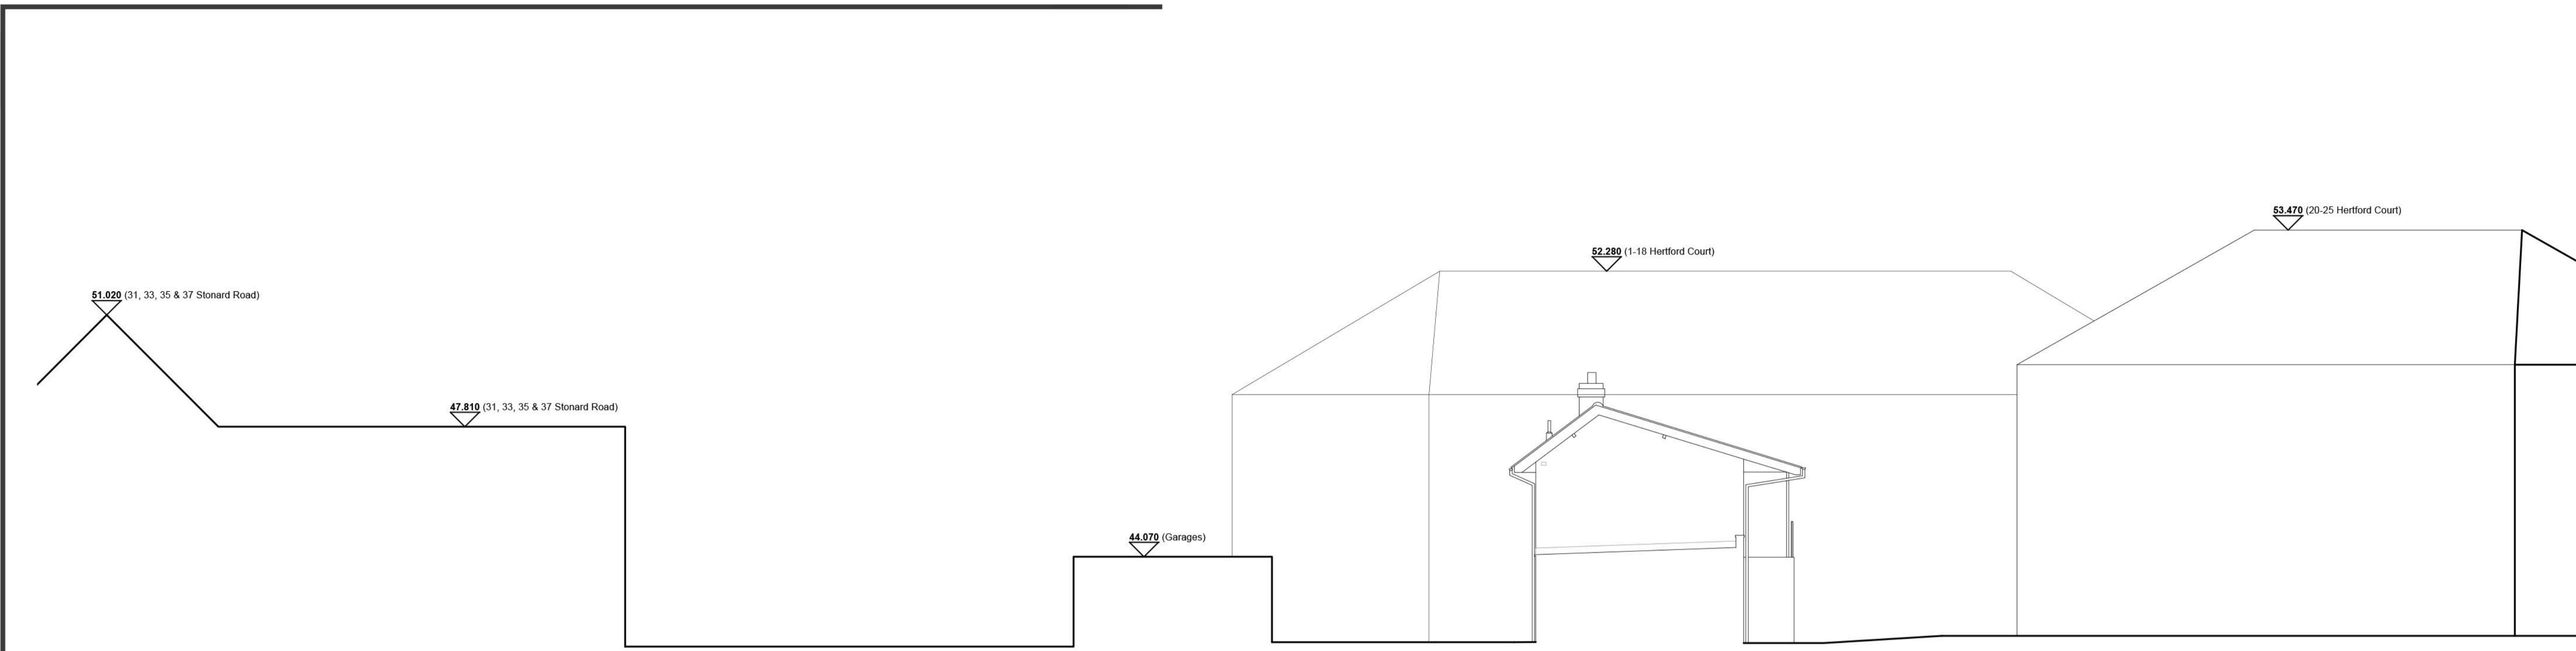 53.470 (20-25 Hertford Court)
52.280 (1-18 Hertford Court)
51.020 (31, 33, 35 & 37 Stonard Road)
47.810 (31, 33, 35 & 37 Stonard Road)
44.070 (Garages)